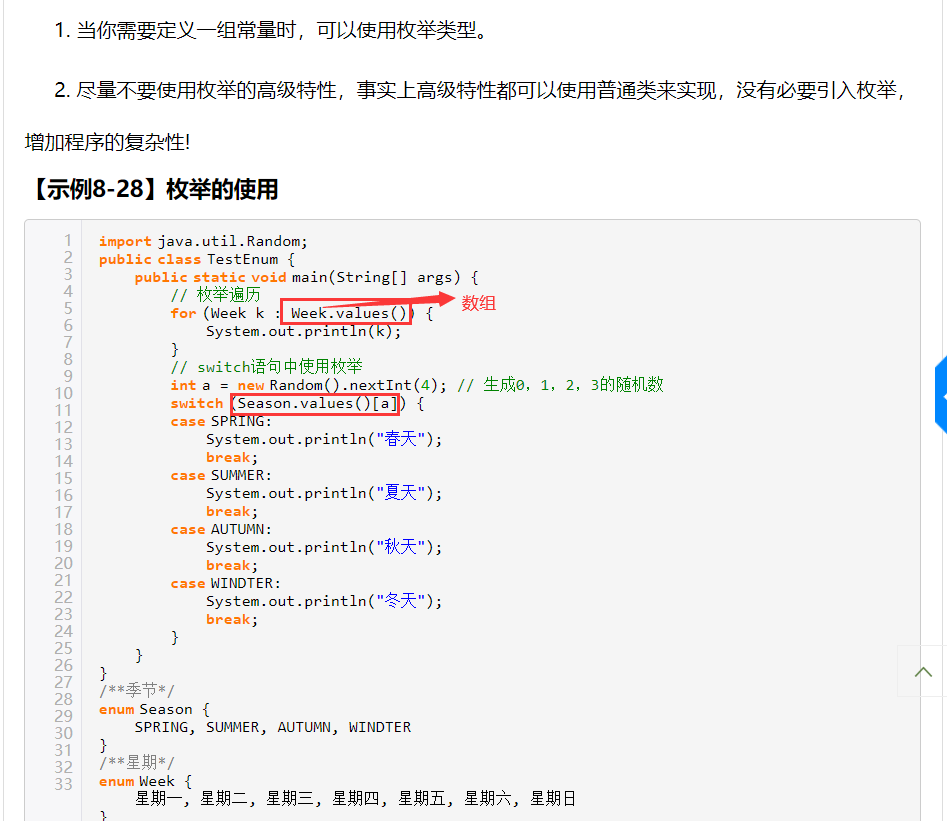 1. 当你需要定义一组常量时，可以使用枚举类型。
2. 尽量不要使用枚举的高级特性，事实上高级特性都可以使用普通类来实现，没有必要引入枚举，
增加程序的复杂性!
【示例8-28】枚举的使用
1 import java.util.Random;
2 public class TestEnum {
3 public static void main(String[] args) {
4 // 枚举遍历
5 for (Week k : Week.values()) { 数组
6 System.out.println(k);
7 }
8 // switch语句中使用枚举
9 int a = new Random().nextInt(4); // 生成0，1，2，3的随机数
10 switch (Season.values()[a]) {
11 case SPRING:
12 System.out.println("春天");
13 break;
14 case SUMMER:
15 System.out.println("夏天");
16 break;
17 case AUTUMN:
18 System.out.println("秋天");
19 break;
20 case WINDTER:
21 System.out.println("冬天");
22 break;
23 }
24 }
25 }
26 /**季节*/
27 enum Season {
28 SPRING, SUMMER, AUTUMN, WINDTER
29 }
30 /**星期*/
31 enum Week {
32 星期一, 星期二, 星期三, 星期四, 星期五, 星期六, 星期日
33 }